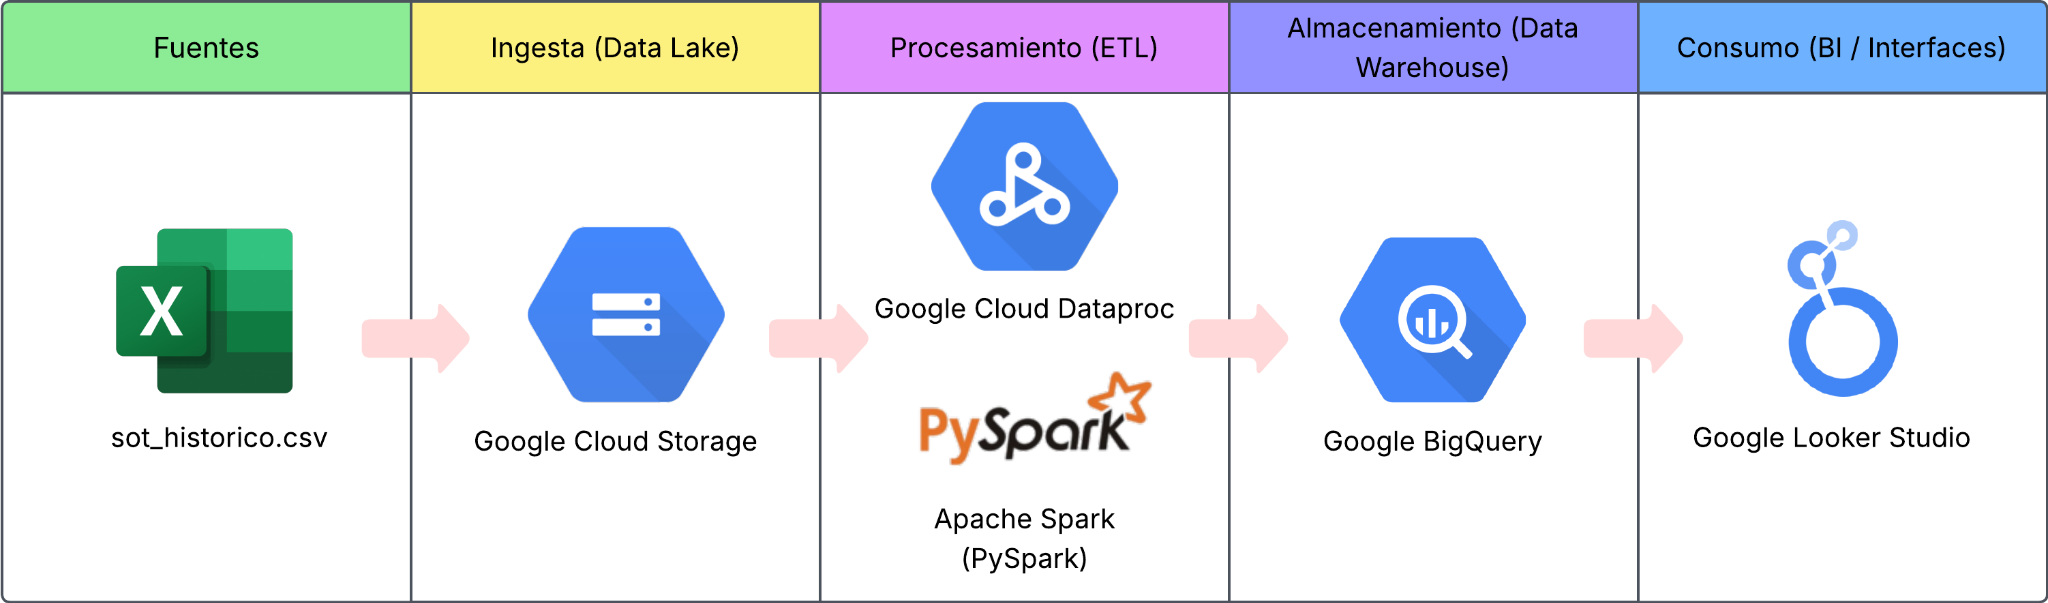 Fuentes
Ingesta (Data Lake)
Procesamiento (ETL)
Almacenamiento (Data
Warehouse)
Consumo (BI / Interfaces)
X
sot_historico.csv
Google Cloud Storage
Google Cloud Dataproc
PySpark
Apache Spark
(PySpark)
Google BigQuery
Google Looker Studio